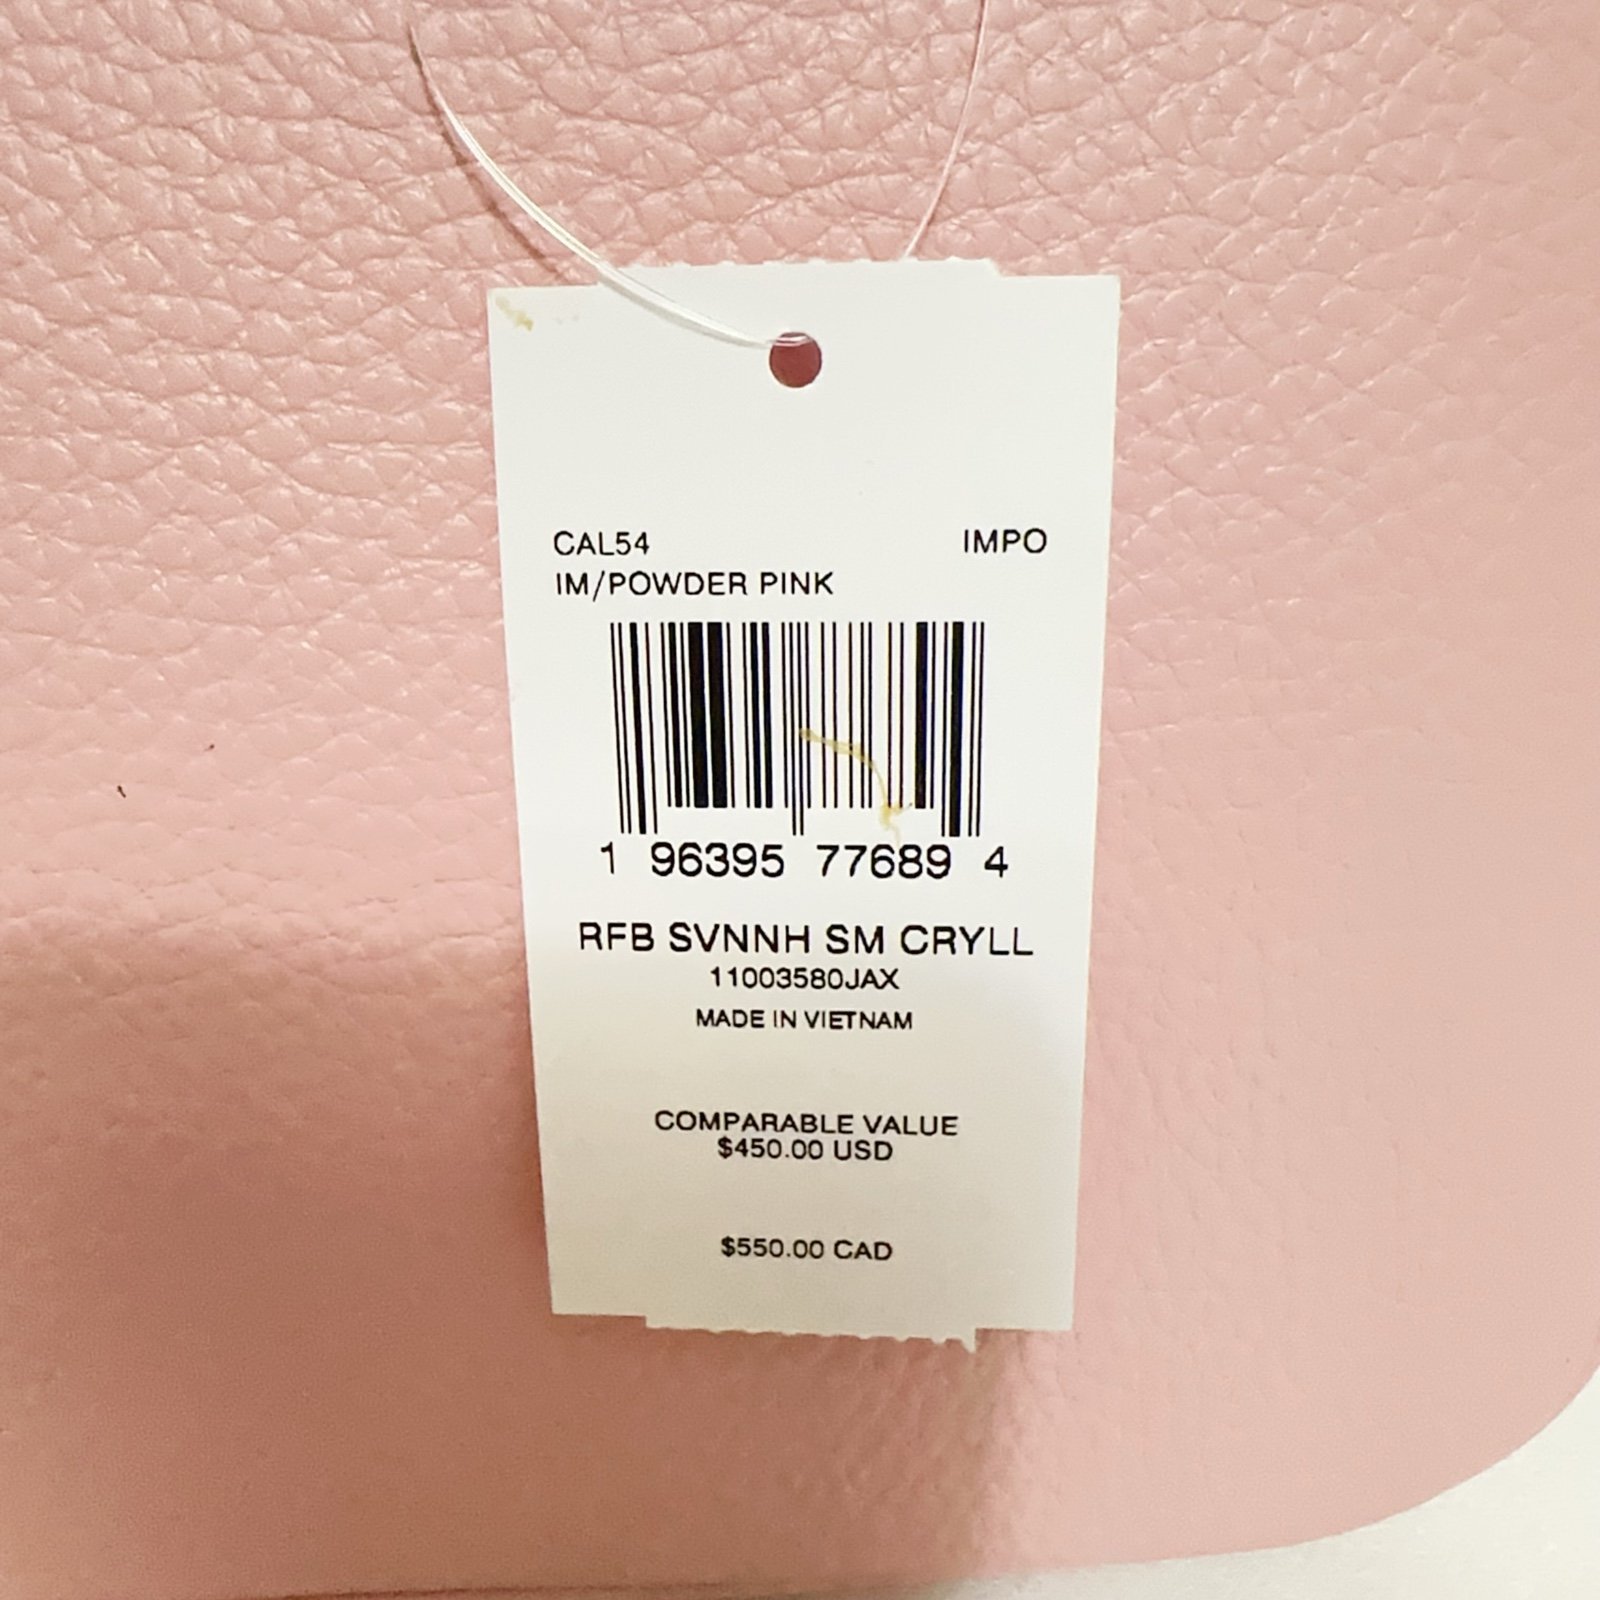 CAL54 IMPO
IM/POWDER PINK
1 96395 77689 4
RFB SVNNH SM CRYLL
11003580JAX
MADE IN VIETNAM
COMPARABLE VALUE
$450.00 USD
$550.00 CAD